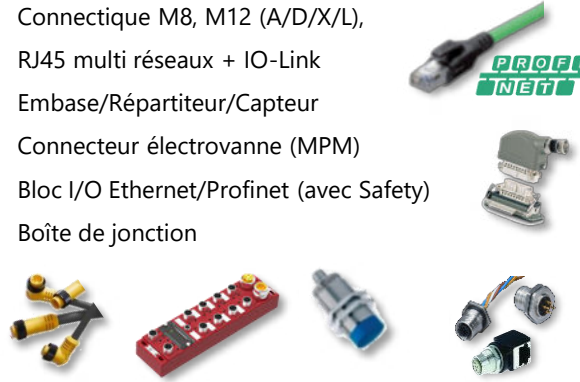 Connectique M8, M12 (A/D/X/L),
RJ45 multi réseaux + IO-Link
Embase/Répartiteur/Capteur
Connecteur électrovanne (MPM)
Bloc I/O Ethernet/Profinet (avec Safety)
Boîte de jonction
PROF
NET